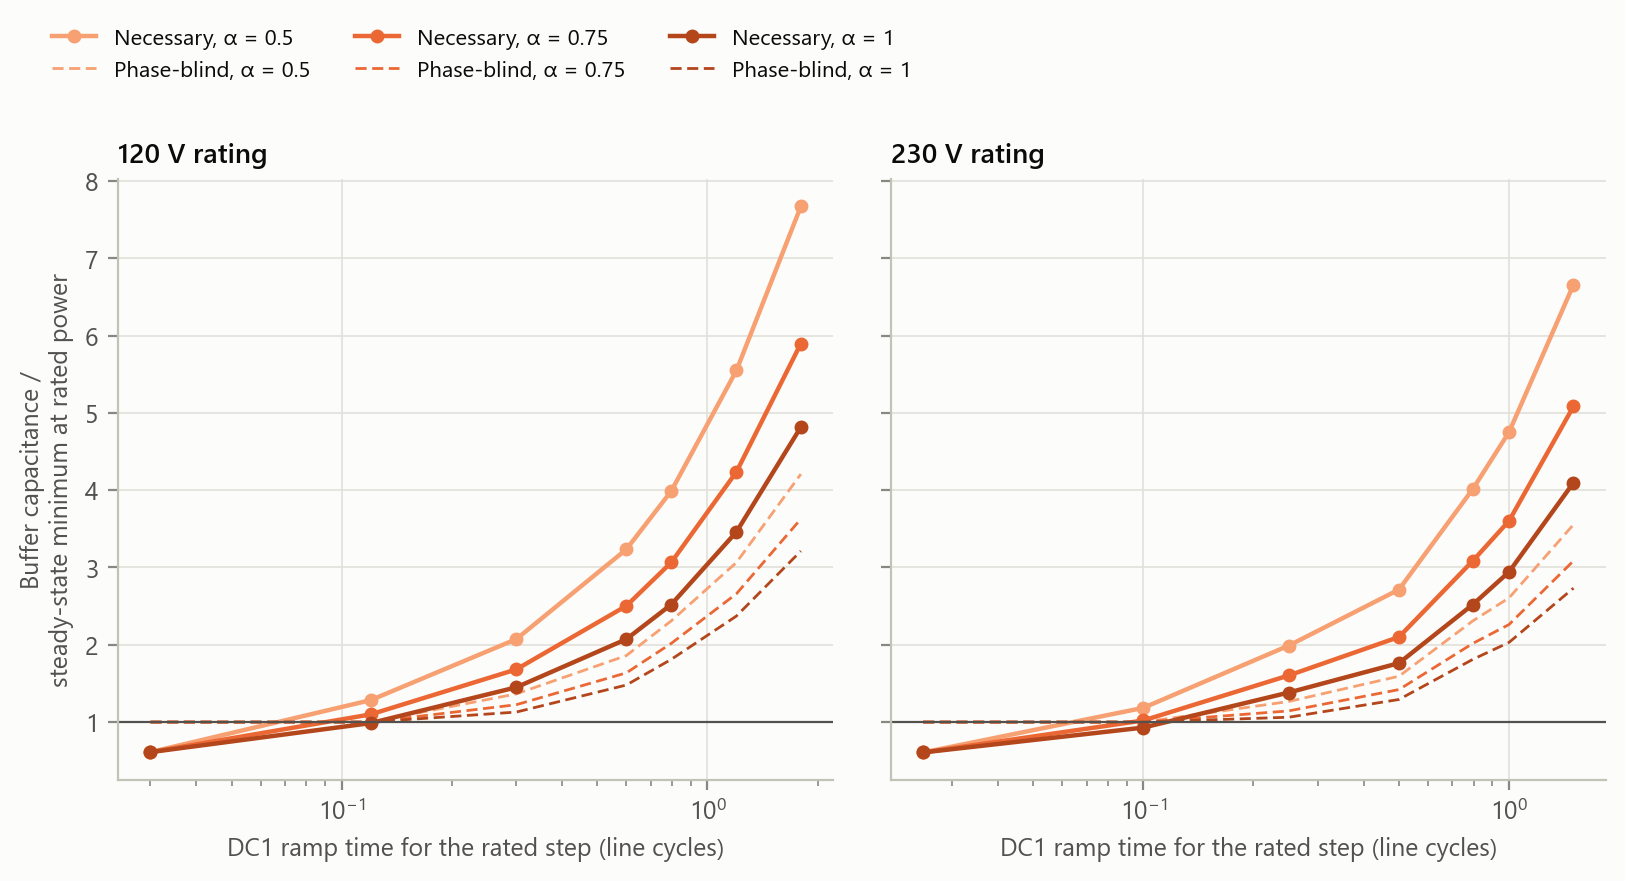 Necessary, α = 0.5
Necessary, α = 0.75
Necessary, α = 1
Phase-blind, α = 0.5
Phase-blind, α = 0.75
Phase-blind, α = 1
120 V rating
230 V rating
8
7
6
5
4
3
2
1
Buffer capacitance /
steady-state minimum at rated power
10⁻¹
10⁰
10⁻¹
10⁰
DC1 ramp time for the rated step (line cycles)
DC1 ramp time for the rated step (line cycles)